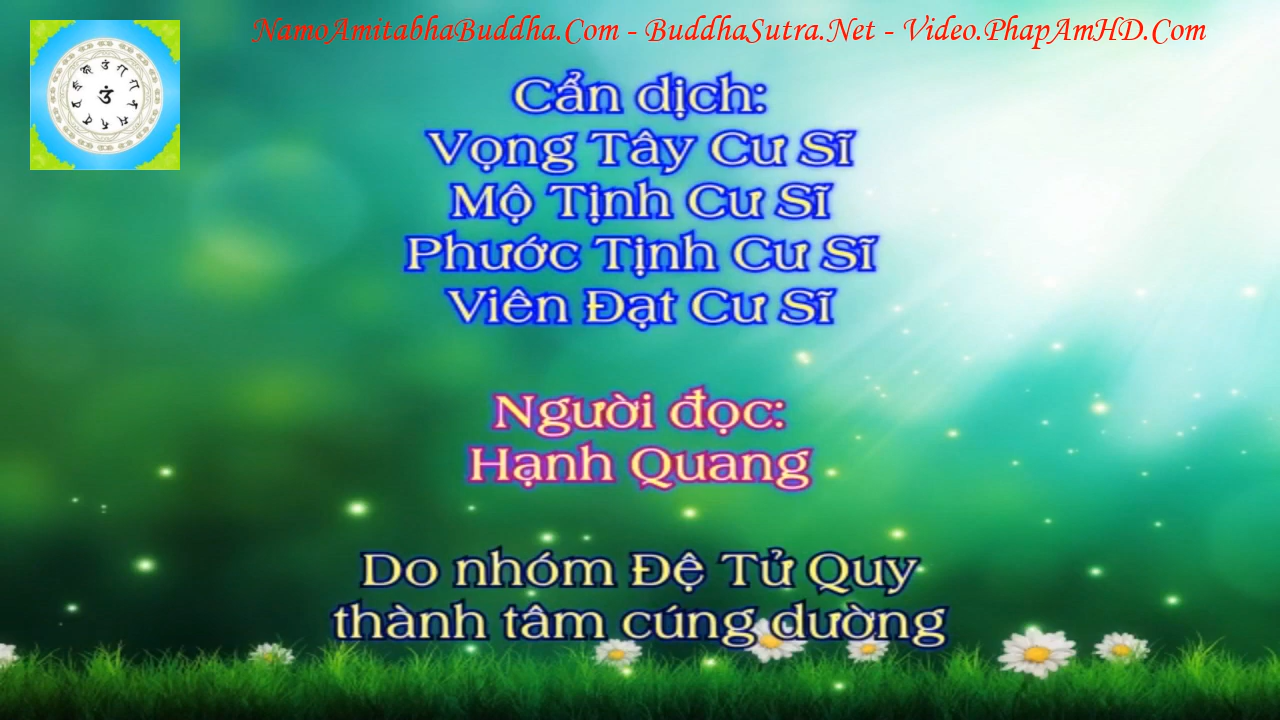 NamoAmitabhaBuddha.Com - BuddhaSutra.Net - Video.PhapAmHD.Com
Cẩn dịch:
Vọng Tây Cư Sĩ
Mộ Tịnh Cư Sĩ
Phước Tịnh Cư Sĩ
Viên Đạt Cư Sĩ
Người đọc:
Hạnh Quang
Do nhóm Đệ Tử Quy
thành tâm cúng dường